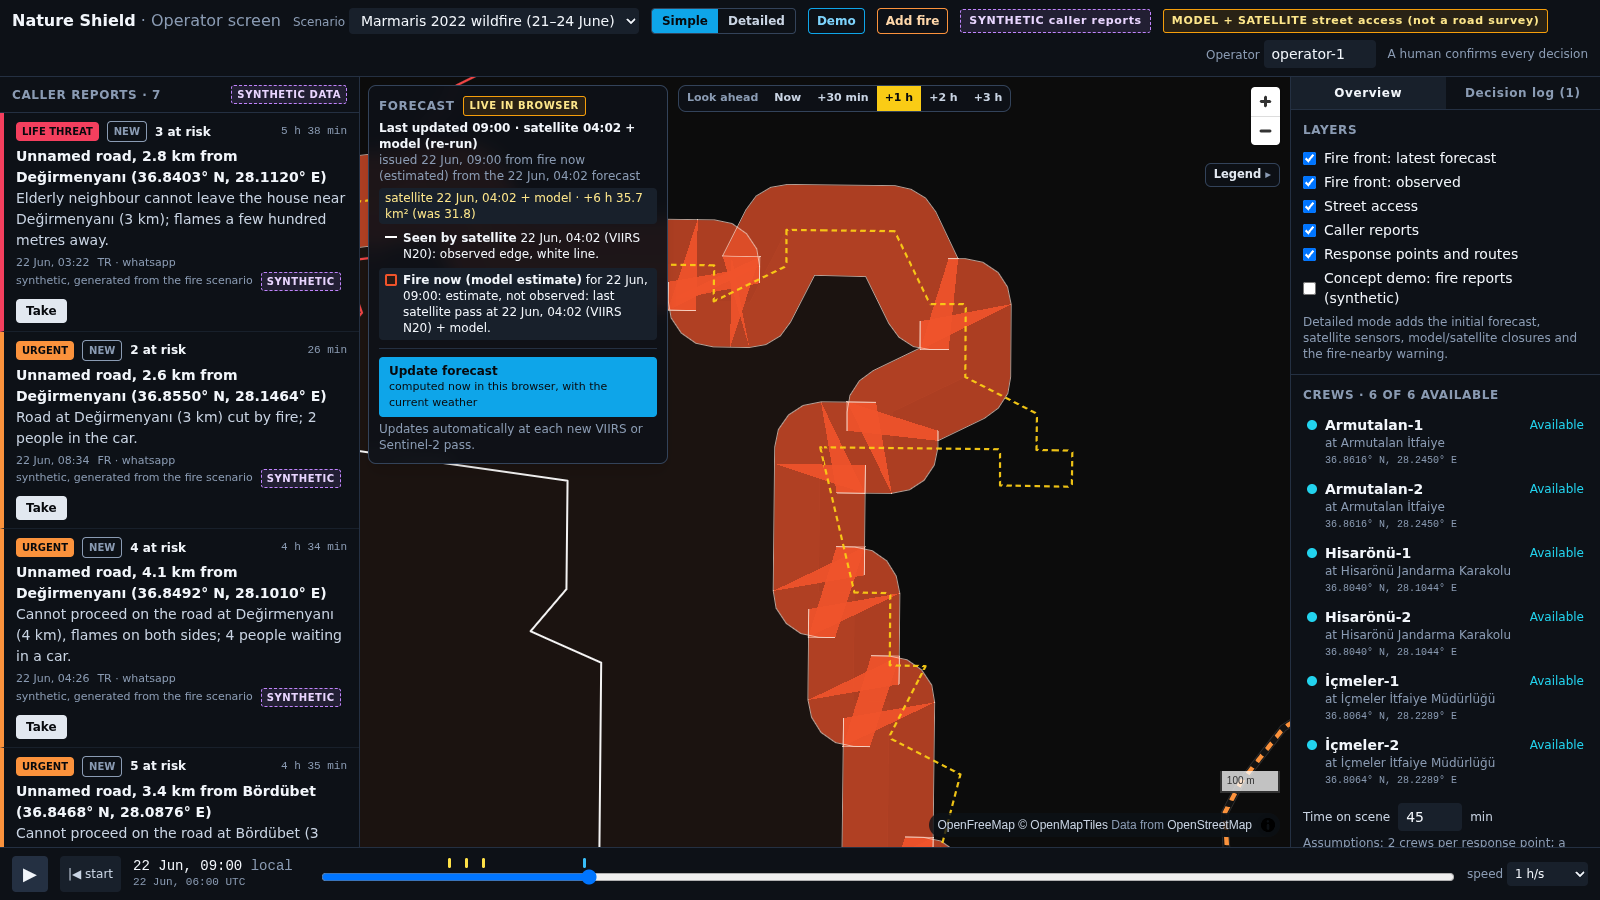 Nature Shield · Operator screen
Scenario
Marmaris 2022 wildfire (21–24 June)
Simple
Detailed
Demo
Add fire
SYNTHETIC caller reports
MODEL + SATELLITE street access (not a road survey)
Operator
operator-1
A human confirms every decision
CALLER REPORTS · 7
SYNTHETIC DATA
LIFE THREAT
NEW
3 at risk
5 h 38 min
Unnamed road, 2.8 km from
Değirmenyanı (36.8403° N, 28.1120° E)
Elderly neighbour cannot leave the house near
Değirmenyanı (3 km); flames a few hundred
metres away.
22 Jun, 03:22 TR · whatsapp
synthetic, generated from the fire scenario
SYNTHETIC
Take
URGENT
NEW
2 at risk
26 min
Unnamed road, 2.6 km from
Değirmenyanı (36.8550° N, 28.1464° E)
Road at Değirmenyanı (3 km) cut by fire; 2
people in the car.
22 Jun, 08:34 FR · whatsapp
synthetic, generated from the fire scenario
SYNTHETIC
Take
URGENT
NEW
4 at risk
4 h 34 min
Unnamed road, 4.1 km from
Değirmenyanı (36.8492° N, 28.1010° E)
Cannot proceed on the road at Değirmenyanı
(4 km), flames on both sides; 4 people waiting
in a car.
22 Jun, 04:26 TR · whatsapp
synthetic, generated from the fire scenario
SYNTHETIC
Take
URGENT
NEW
5 at risk
4 h 35 min
Unnamed road, 3.4 km from Bördübet
(36.8468° N, 28.0876° E)
Cannot proceed on the road at Bördübet (3
FORECAST
LIVE IN BROWSER
Last updated 09:00 · satellite 04:02 +
model (re-run)
issued 22 Jun, 09:00 from fire now
(estimated) from the 22 Jun, 04:02 forecast
satellite 22 Jun, 04:02 + model · +6 h 35.7
km² (was 31.8)
Seen by satellite 22 Jun, 04:02 (VIIRS
N20): observed edge, white line.
Fire now (model estimate) for 22 Jun,
09:00: estimate, not observed: last
satellite pass at 22 Jun, 04:02 (VIIRS
N20) + model.
Update forecast
computed now in this browser, with the
current weather
Updates automatically at each new VIIRS or
Sentinel-2 pass.
Look ahead
Now
+30 min
+1 h
+2 h
+3 h
+
−
Legend ▸
100 m
OpenFreeMap © OpenMapTiles Data from OpenStreetMap
Overview
Decision log (1)
LAYERS
Fire front: latest forecast
Fire front: observed
Street access
Caller reports
Response points and routes
Concept demo: fire reports
(synthetic)
Detailed mode adds the initial forecast,
satellite sensors, model/satellite closures and
the fire-nearby warning.
CREWS · 6 OF 6 AVAILABLE
Armutalan-1
Available
at Armutalan İtfaiye
36.8616° N, 28.2450° E
Armutalan-2
Available
at Armutalan İtfaiye
36.8616° N, 28.2450° E
Hisarönü-1
Available
at Hisarönü Jandarma Karakolu
36.8040° N, 28.1044° E
Hisarönü-2
Available
at Hisarönü Jandarma Karakolu
36.8040° N, 28.1044° E
İçmeler-1
Available
at İçmeler İtfaiye Müdürlüğü
36.8064° N, 28.2289° E
İçmeler-2
Available
at İçmeler İtfaiye Müdürlüğü
36.8064° N, 28.2289° E
Time on scene
45
min
Assumptions: 2 crews per response point; a
▶
|◀ start
22 Jun, 09:00 local
22 Jun, 06:00 UTC
speed
1 h/s